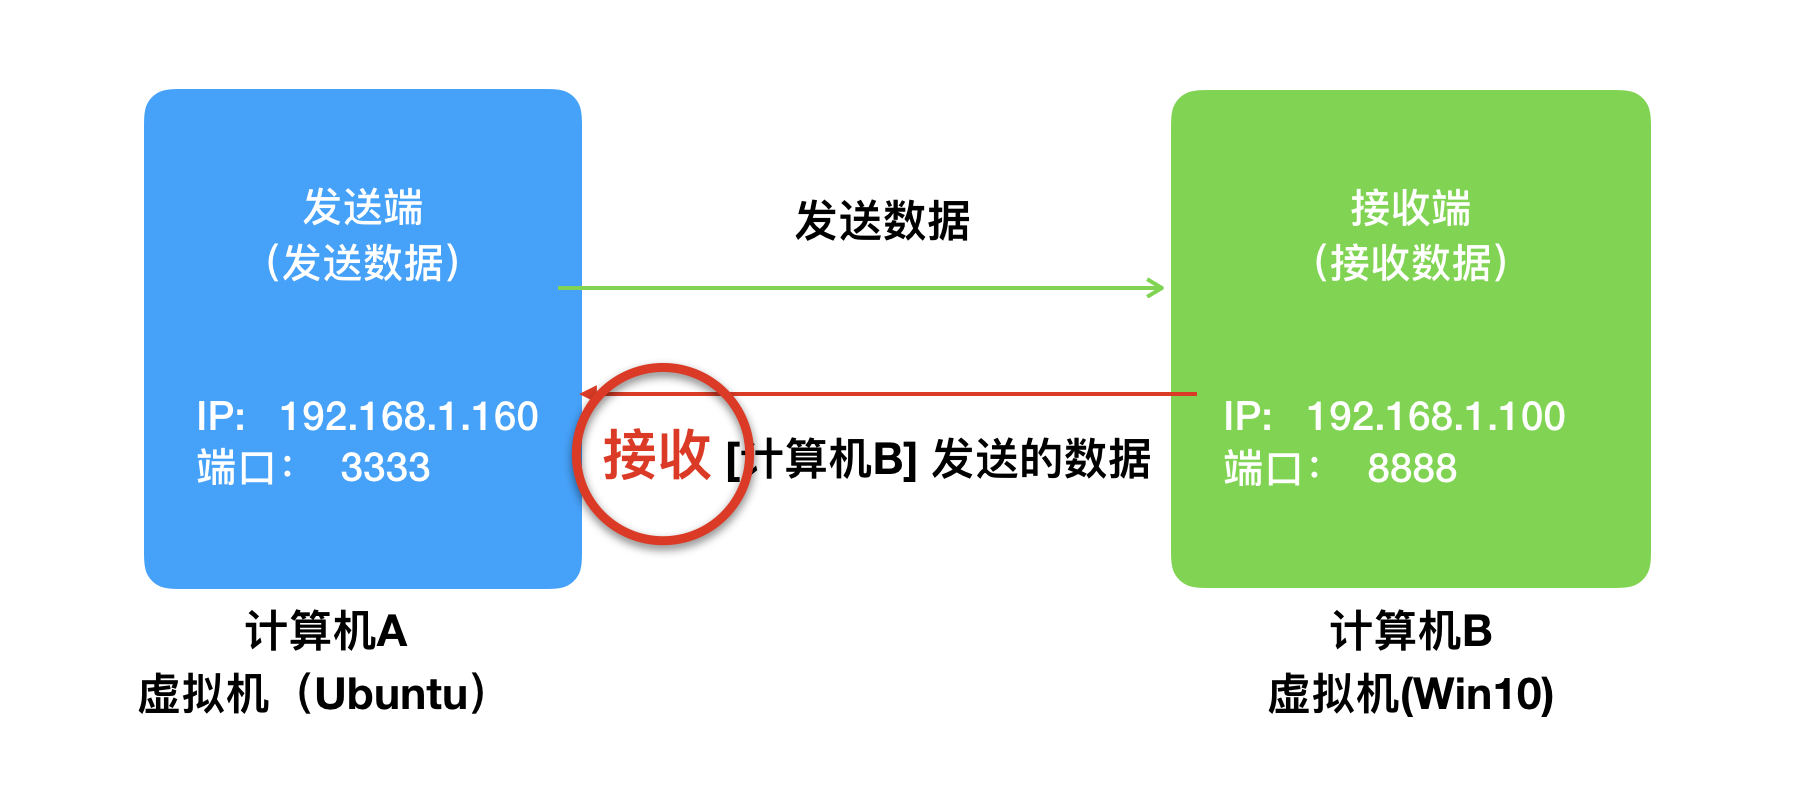 发送端
（发送数据）
IP: 192.168.1.160
端口： 3333
计算机A
虚拟机（Ubuntu）
发送数据
接收 [计算机B] 发送的数据
接收端
（接收数据）
IP: 192.168.1.100
端口： 8888
计算机B
虚拟机(Win10)